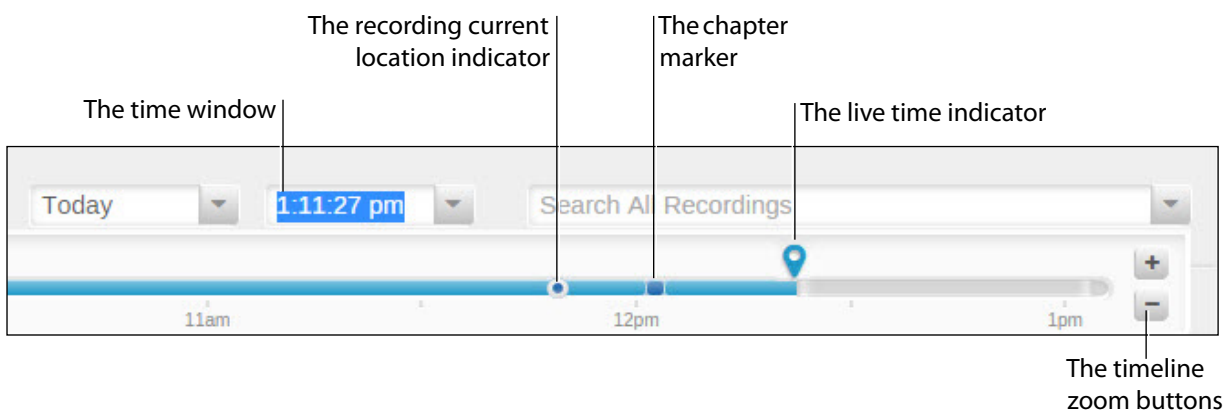 The recording current
location indicator
The chapter
marker
The time window
The live time indicator
Today
1:11:27 pm
Search All Recordings
+
11am
12pm
1pm
−
The timeline
zoom buttons